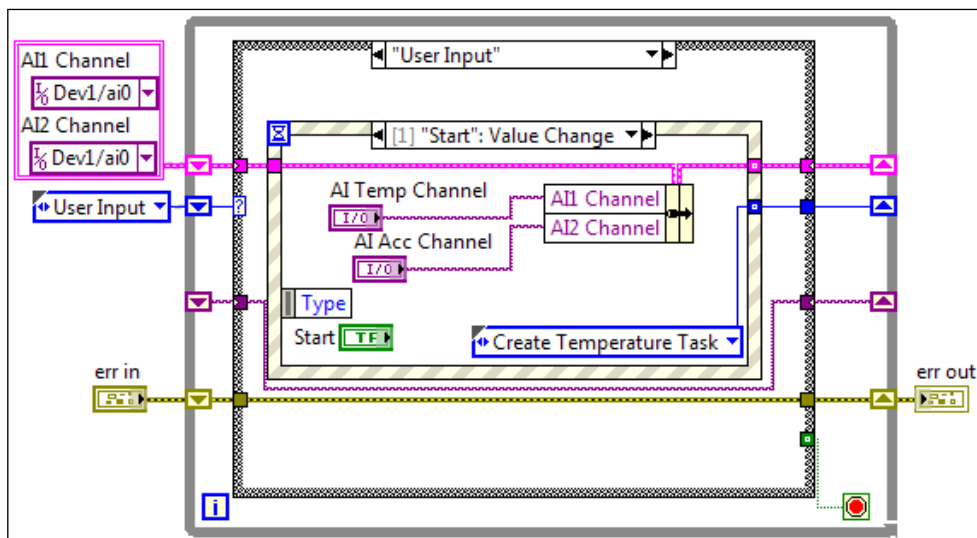 "User Input"
AI1 Channel
I/O Dev1/ai0
AI2 Channel
I/O Dev1/ai0
[1] "Start": Value Change
User Input
?
AI Temp Channel
I/O
AI1 Channel
AI2 Channel
AI Acc Channel
I/O
Type
Start TF
Create Temperature Task
err in
err out
i